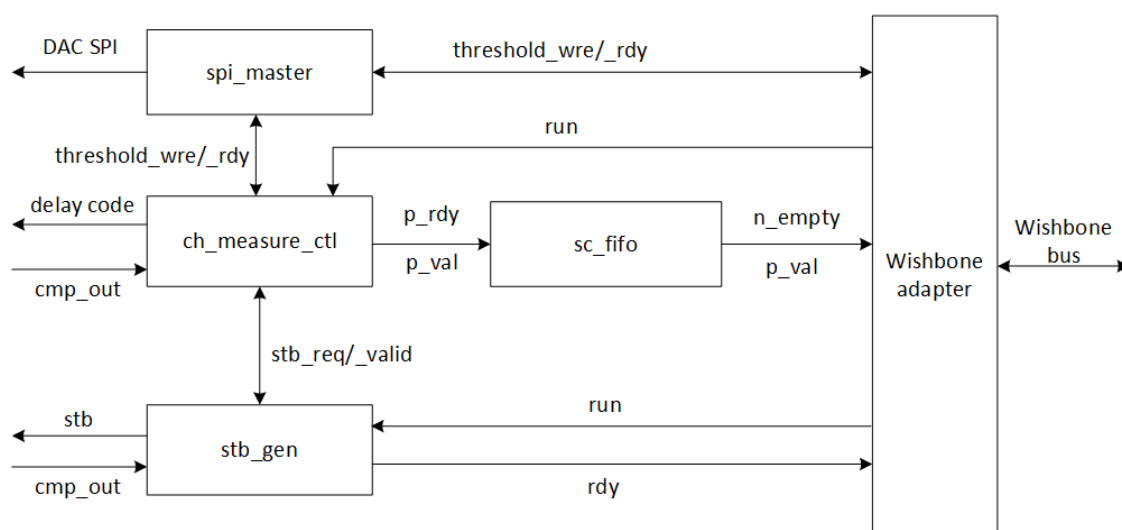 DAC SPI
spi_master
threshold_wre/_rdy
run
threshold_wre/_rdy
delay code
ch_measure_ctl
cmp_out
p_rdy
p_val
sc_fifo
n_empty
p_val
Wishbone
adapter
Wishbone
bus
stb_req/_valid
stb
stb_gen
cmp_out
run
rdy